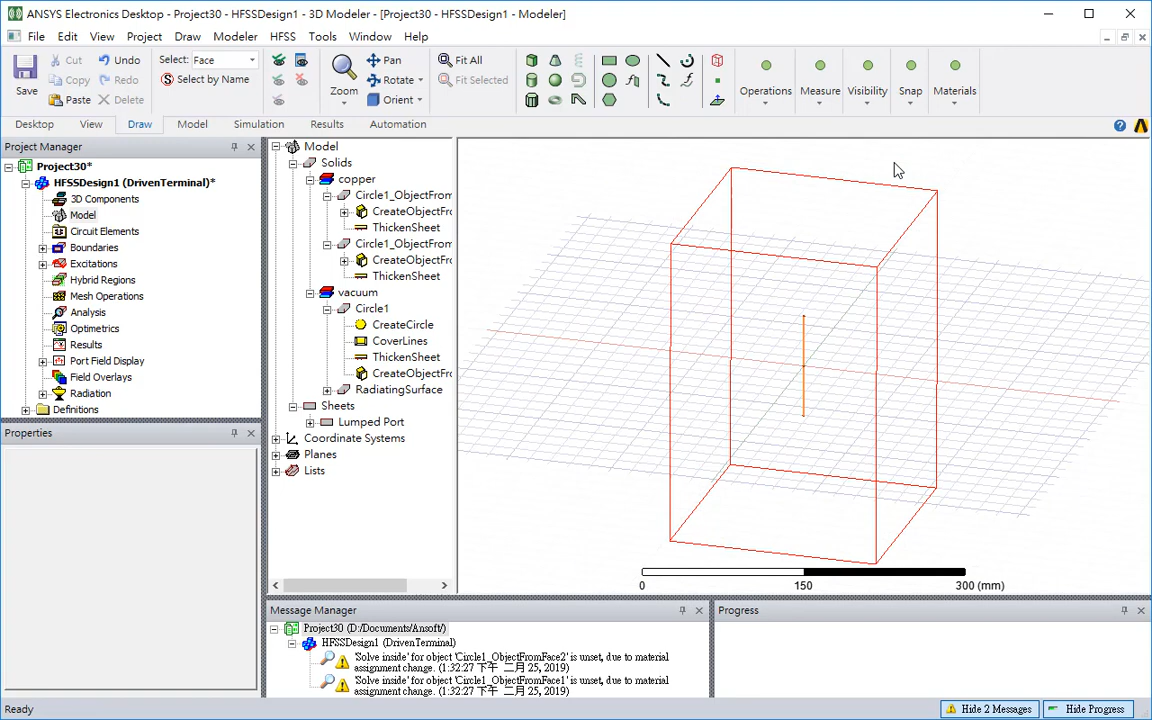 ANSYS Electronics Desktop - Project30 - HFSSDesign1 - 3D Modeler - [Project30 - HFSSDesign1 - Modeler]
File Edit View Project Draw Modeler HFSS Tools Window Help
Save
Cut
Copy
Paste
Undo
Redo
Delete
Select: Face
Select by Name
Zoom
Pan
Rotate
Orient
Fit All
Fit Selected
Operations
Measure
Visibility
Snap
Materials
Desktop View Draw Model Simulation Results Automation
Project Manager
Project30*
HFSSDesign1 (DrivenTerminal)*
3D Components
Model
Circuit Elements
Boundaries
Excitations
Hybrid Regions
Mesh Operations
Analysis
Optimetrics
Results
Port Field Display
Field Overlays
Radiation
Definitions
Properties
Model
Solids
copper
Circle1_ObjectFrom
CreateObjectFro
ThickenSheet
Circle1_ObjectFrom
CreateObjectFro
ThickenSheet
vacuum
Circle1
CreateCircle
CoverLines
ThickenSheet
CreateObjectFro
RadiatingSurface
Sheets
Lumped Port
Coordinate Systems
Planes
Lists
0 150 300 (mm)
Message Manager
Project30 (D:/Documents/Ansoft/)
HFSSDesign1 (DrivenTerminal)
'Solve inside' for object 'Circle1_ObjectFromFace2' is unset, due to material
assignment change. (1:32:27 下午 二月 25, 2019)
'Solve inside' for object 'Circle1_ObjectFromFace1' is unset, due to material
assignment change. (1:32:27 下午 二月 25, 2019)
Progress
Ready
Hide 2 Messages
Hide Progress